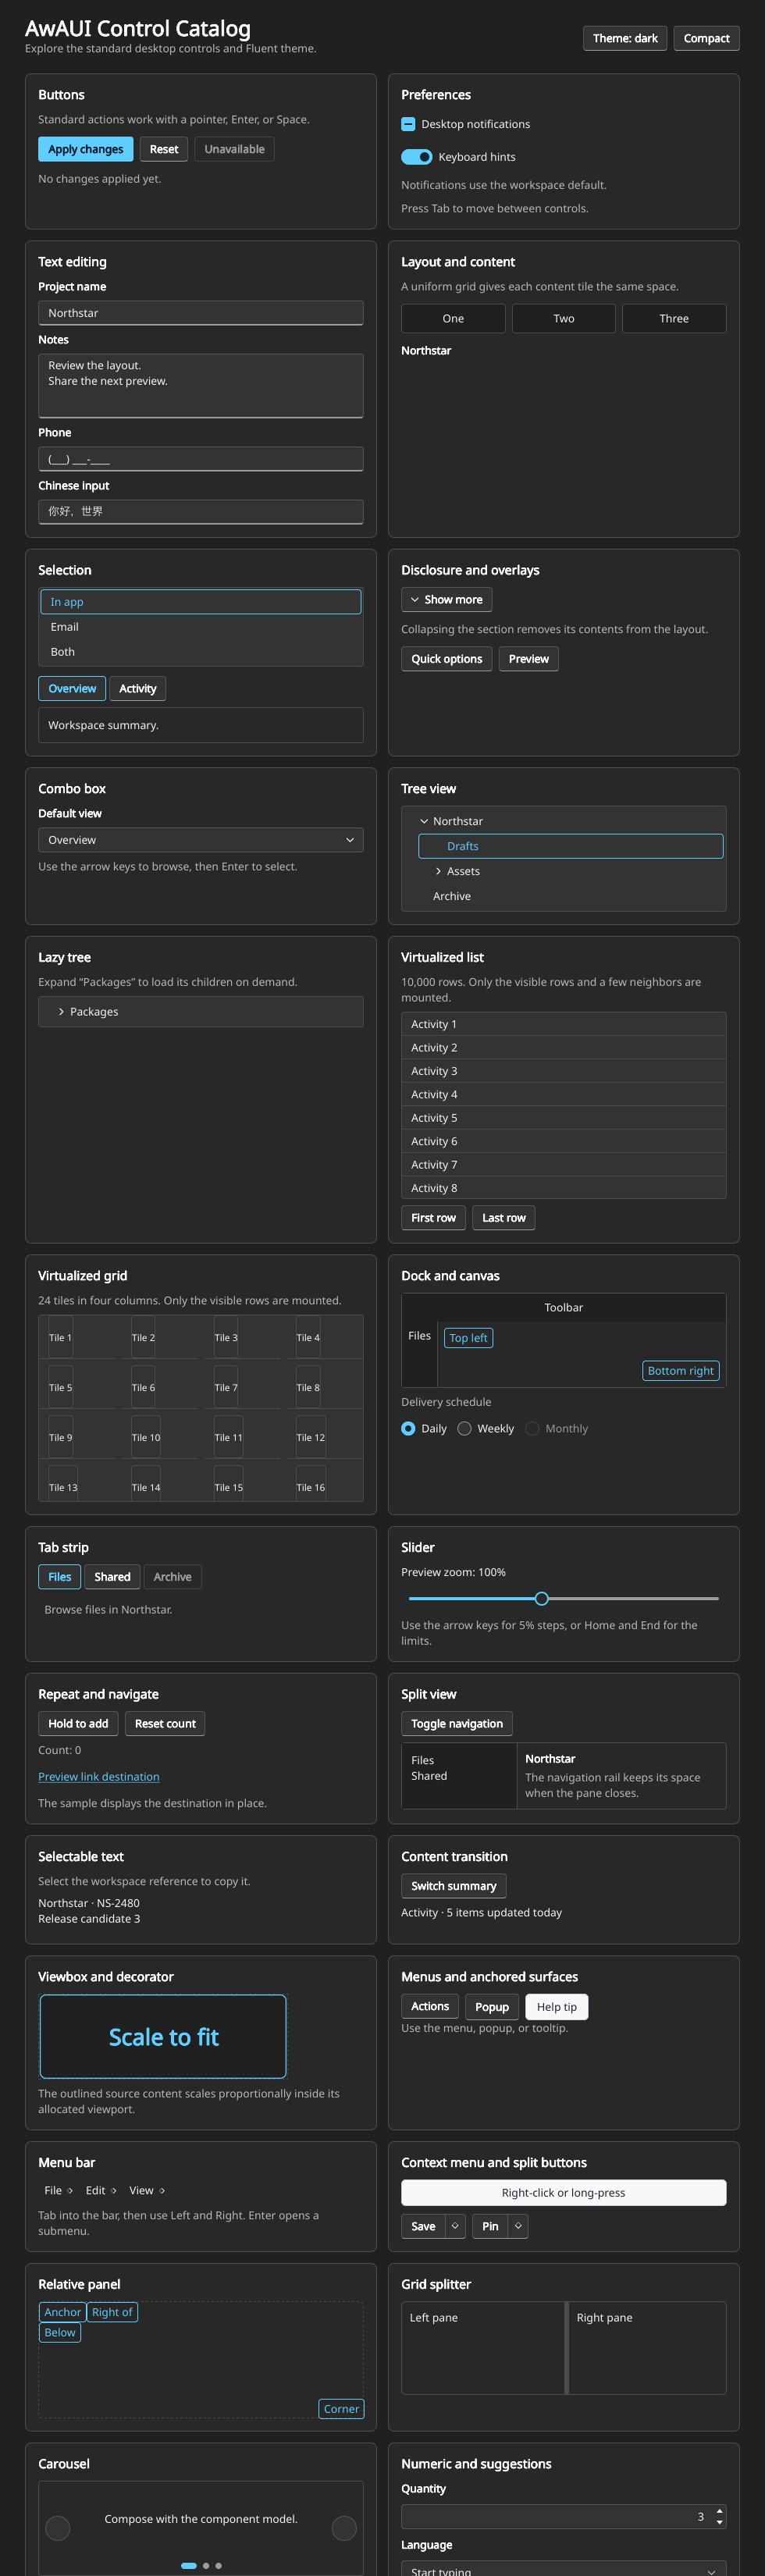 AwAUI Control Catalog
Explore the standard desktop controls and Fluent theme.
Theme: dark
Compact
Buttons
Standard actions work with a pointer, Enter, or Space.
Apply changes
Reset
Unavailable
No changes applied yet.
Preferences
Desktop notifications
Keyboard hints
Notifications use the workspace default.
Press Tab to move between controls.
Text editing
Project name
Northstar
Notes
Review the layout.
Share the next preview.
Phone
(___) ___-____
Chinese input
你好，世界
Layout and content
A uniform grid gives each content tile the same space.
One
Two
Three
Northstar
Selection
In app
Email
Both
Overview
Activity
Workspace summary.
Disclosure and overlays
Show more
Collapsing the section removes its contents from the layout.
Quick options
Preview
Combo box
Default view
Overview
Use the arrow keys to browse, then Enter to select.
Tree view
Northstar
Drafts
Assets
Archive
Lazy tree
Expand “Packages” to load its children on demand.
Packages
Virtualized list
10,000 rows. Only the visible rows and a few neighbors are
mounted.
Activity 1
Activity 2
Activity 3
Activity 4
Activity 5
Activity 6
Activity 7
Activity 8
First row
Last row
Virtualized grid
24 tiles in four columns. Only the visible rows are mounted.
Tile 1
Tile 2
Tile 3
Tile 4
Tile 5
Tile 6
Tile 7
Tile 8
Tile 9
Tile 10
Tile 11
Tile 12
Tile 13
Tile 14
Tile 15
Tile 16
Dock and canvas
Toolbar
Files
Top left
Bottom right
Delivery schedule
Daily
Weekly
Monthly
Tab strip
Files
Shared
Archive
Browse files in Northstar.
Slider
Preview zoom: 100%
Use the arrow keys for 5% steps, or Home and End for the
limits.
Repeat and navigate
Hold to add
Reset count
Count: 0
Preview link destination
The sample displays the destination in place.
Split view
Toggle navigation
Files
Shared
Northstar
The navigation rail keeps its space
when the pane closes.
Selectable text
Select the workspace reference to copy it.
Northstar · NS-2480
Release candidate 3
Content transition
Switch summary
Activity · 5 items updated today
Viewbox and decorator
Scale to fit
The outlined source content scales proportionally inside its
allocated viewport.
Menus and anchored surfaces
Actions
Popup
Help tip
Use the menu, popup, or tooltip.
Menu bar
File
Edit
View
Tab into the bar, then use Left and Right. Enter opens a
submenu.
Context menu and split buttons
Right-click or long-press
Save
Pin
Relative panel
Anchor
Right of
Below
Corner
Grid splitter
Left pane
Right pane
Carousel
Compose with the component model.
Numeric and suggestions
Quantity
3
Language
Start typing